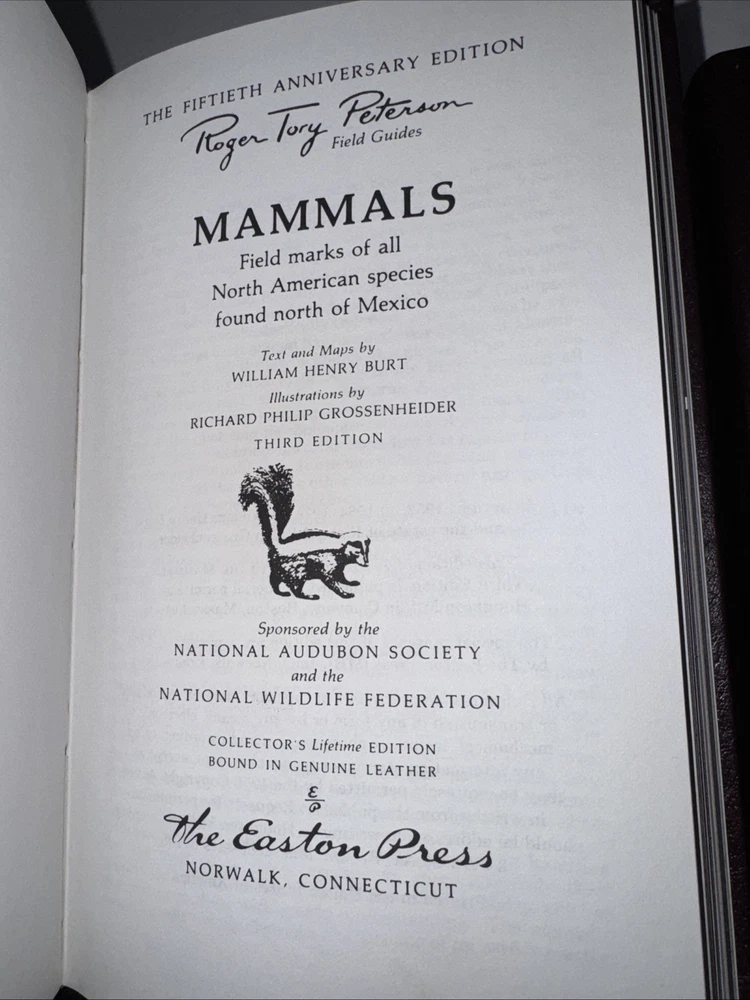 THE FIFTIETH ANNIVERSARY EDITION
Roger Tory Peterson
Field Guides
MAMMALS
Field marks of all
North American species
found north of Mexico
Text and Maps by
WILLIAM HENRY BURT
Illustrations by
RICHARD PHILIP GROSSENHEIDER
THIRD EDITION
Sponsored by the
NATIONAL AUDUBON SOCIETY
and the
NATIONAL WILDLIFE FEDERATION
COLLECTOR'S Lifetime EDITION
BOUND IN GENUINE LEATHER
E
P
The Easton Press
NORWALK, CONNECTICUT